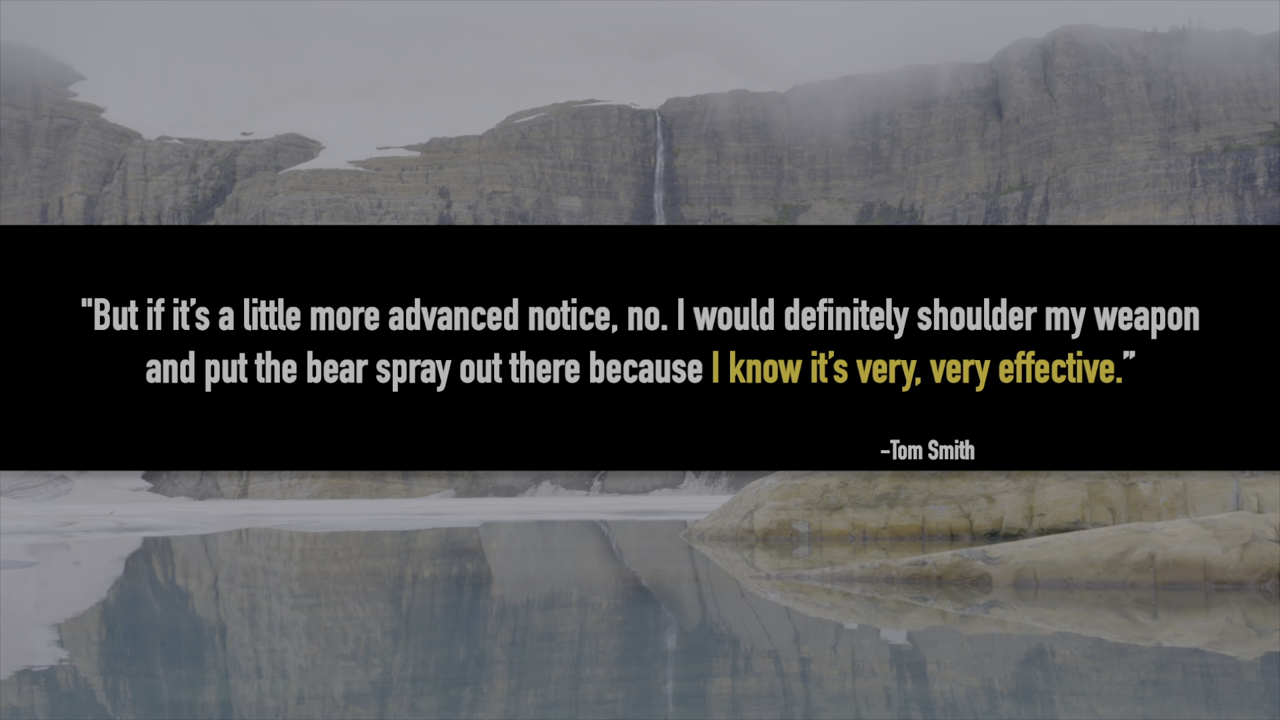 "But if it’s a little more advanced notice, no. I would definitely shoulder my weapon
and put the bear spray out there because I know it’s very, very effective.”
–Tom Smith